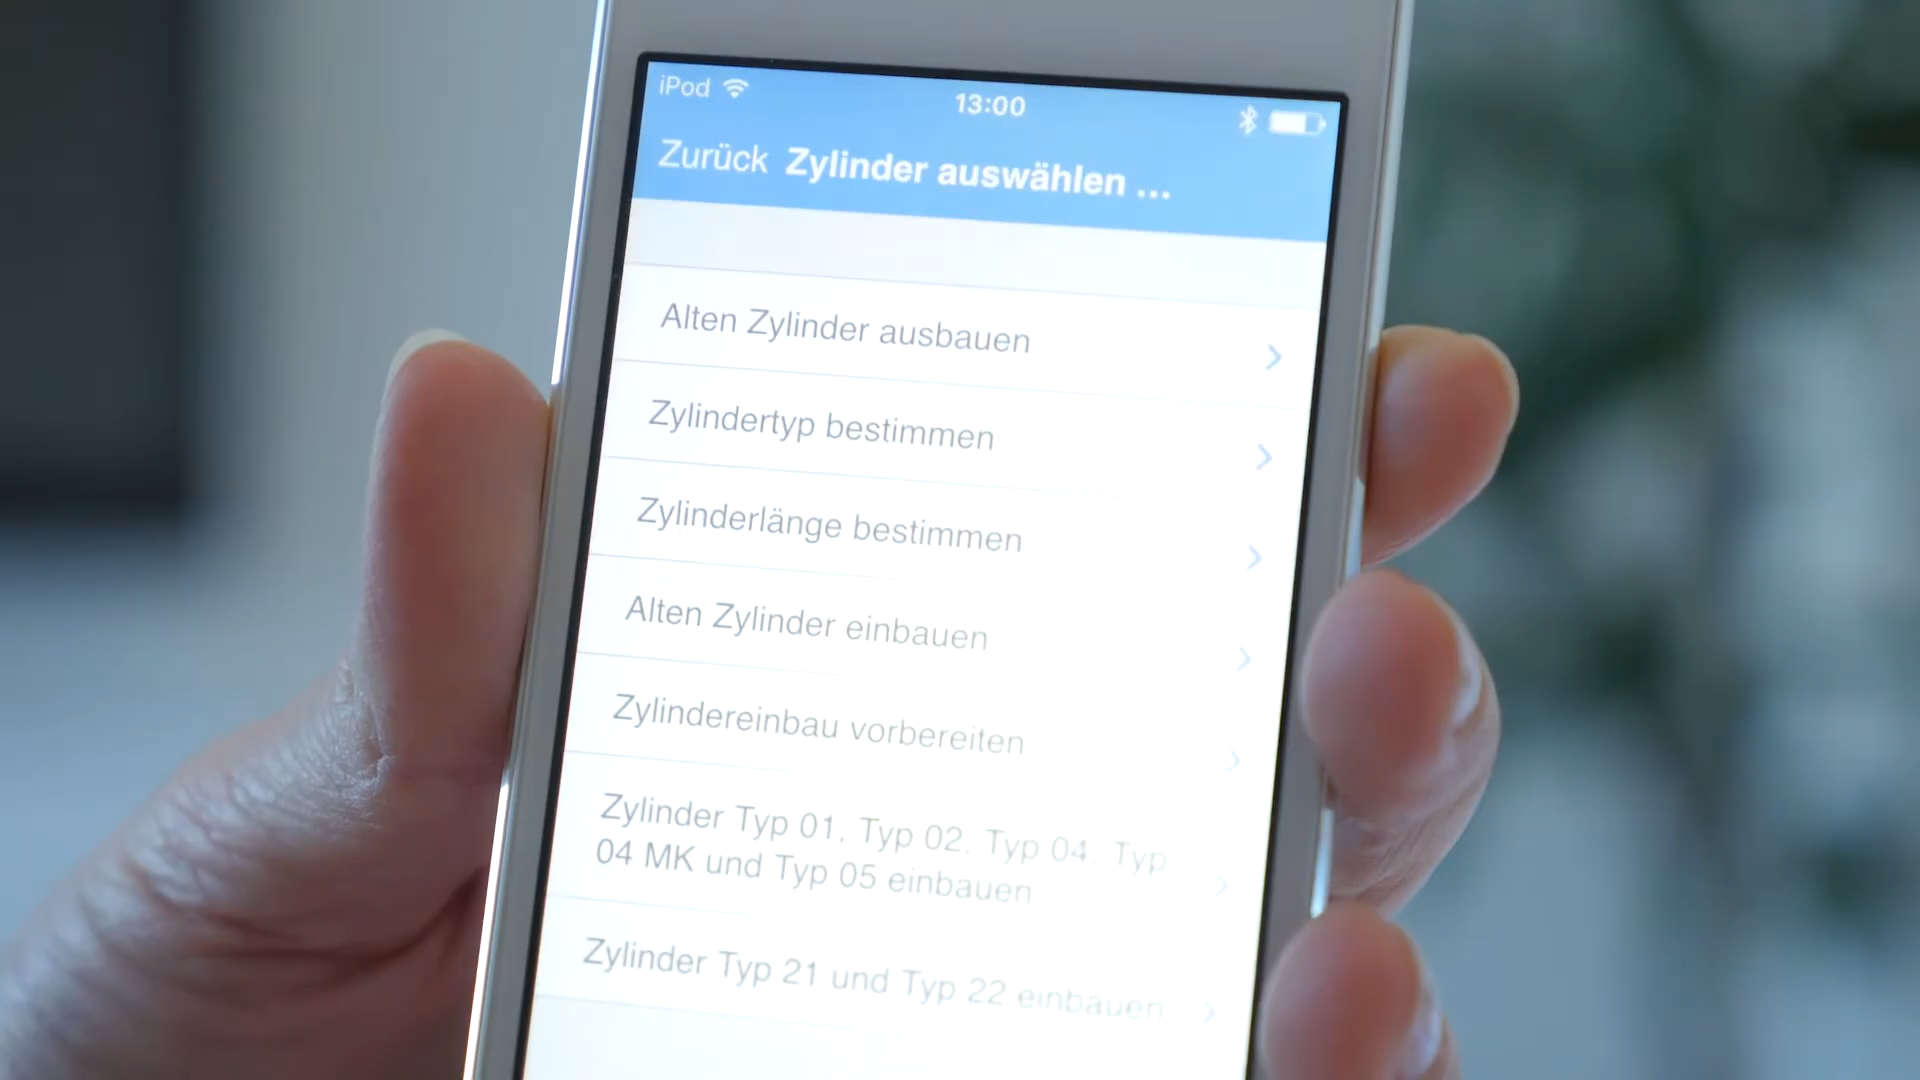 iPod
13:00
Zurück Zylinder auswählen ...
Alten Zylinder ausbauen
Zylindertyp bestimmen
Zylinderlänge bestimmen
Alten Zylinder einbauen
Zylindereinbau vorbereiten
Zylinder Typ 01, Typ 02, Typ 04, Typ
04 MK und Typ 05 einbauen
Zylinder Typ 21 und Typ 22 einbauen